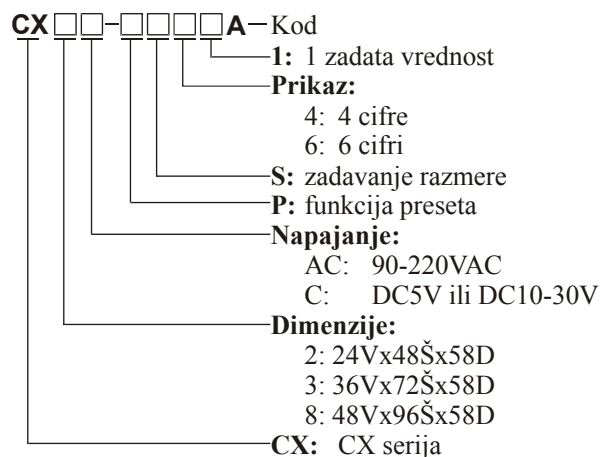 CX□□-□□□□A Kod
1: 1 zadata vrednost
Prikaz:
4: 4 cifre
6: 6 cifri
S: zadavanje razmere
P: funkcija preseta
Napajanje:
AC: 90-220VAC
C: DC5V ili DC10-30V
Dimenzije:
2: 24Vx48Šx58D
3: 36Vx72Šx58D
8: 48Vx96Šx58D
CX: CX serija